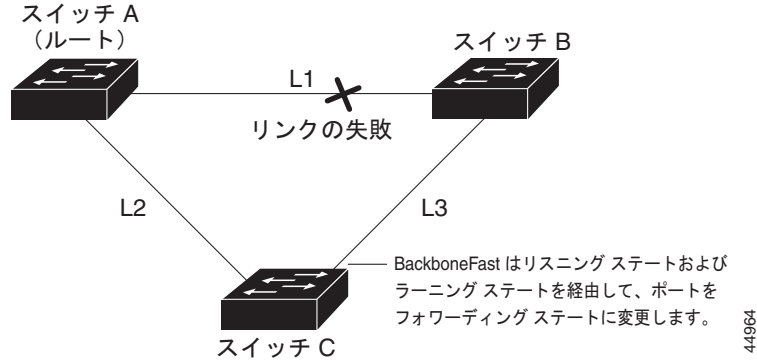 スイッチ A
（ルート）
スイッチ B
L1
リンクの失敗
L2
L3
BackboneFast はリスニング ステートおよび
ラーニング ステートを経由して、ポートを
フォワーディング ステートに変更します。
スイッチ C
44964